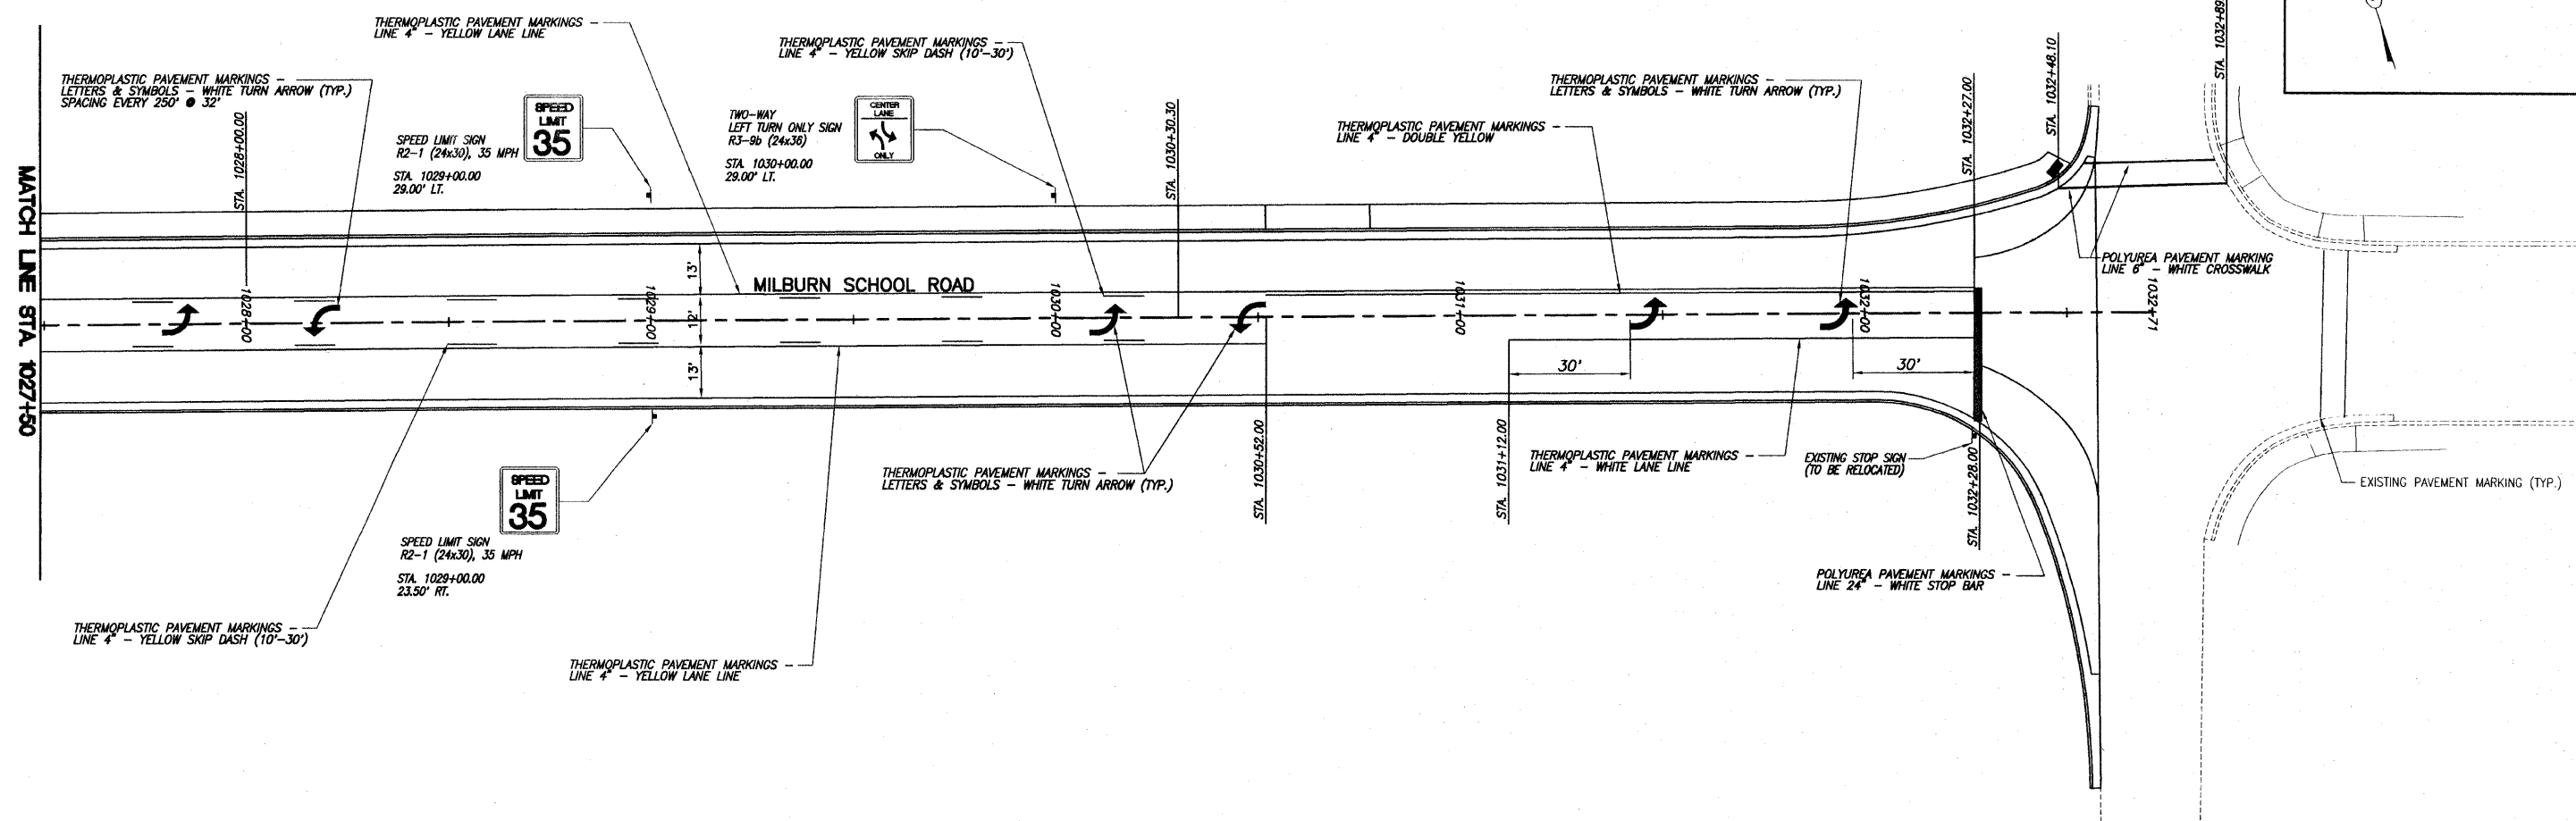 THERMOPLASTIC PAVEMENT MARKINGS –
LINE 4" – YELLOW LANE LINE
THERMOPLASTIC PAVEMENT MARKINGS –
LINE 4" – YELLOW SKIP DASH (10'-30')
THERMOPLASTIC PAVEMENT MARKINGS –
LETTERS & SYMBOLS – WHITE TURN ARROW (TYP.)
SPACING EVERY 250' @ 32'
THERMOPLASTIC PAVEMENT MARKINGS –
LETTERS & SYMBOLS – WHITE TURN ARROW (TYP.)
SPEED
LIMIT
35
SPEED LIMIT SIGN
R2-1 (24x30), 35 MPH
STA. 1029+00.00
29.00' LT.
TWO-WAY
LEFT TURN ONLY SIGN
R3-9b (24x36)
STA. 1030+00.00
29.00' LT.
CENTER
LANE
ONLY
THERMOPLASTIC PAVEMENT MARKINGS –
LINE 4" – DOUBLE YELLOW
STA. 1028+00.00
STA. 1030+30.30
STA. 1032+27.00
STA. 1032+48.10
STA. 1032+89
MATCH LINE STA. 1027+50
MILBURN SCHOOL ROAD
13'
12'
13'
1028+00
1029+00
1030+00
1031+00
1032+00
1032+71
POLYUREA PAVEMENT MARKING
LINE 6" – WHITE CROSSWALK
30'
30'
STA. 1030+52.00
STA. 1031+12.00
STA. 1032+28.00
THERMOPLASTIC PAVEMENT MARKINGS –
LINE 4" – WHITE LANE LINE
EXISTING STOP SIGN
(TO BE RELOCATED)
THERMOPLASTIC PAVEMENT MARKINGS –
LETTERS & SYMBOLS – WHITE TURN ARROW (TYP.)
EXISTING PAVEMENT MARKING (TYP.)
SPEED
LIMIT
35
SPEED LIMIT SIGN
R2-1 (24x30), 35 MPH
STA. 1029+00.00
23.50' RT.
POLYUREA PAVEMENT MARKINGS –
LINE 24" – WHITE STOP BAR
THERMOPLASTIC PAVEMENT MARKINGS –
LINE 4" – YELLOW SKIP DASH (10'-30')
THERMOPLASTIC PAVEMENT MARKINGS –
LINE 4" – YELLOW LANE LINE